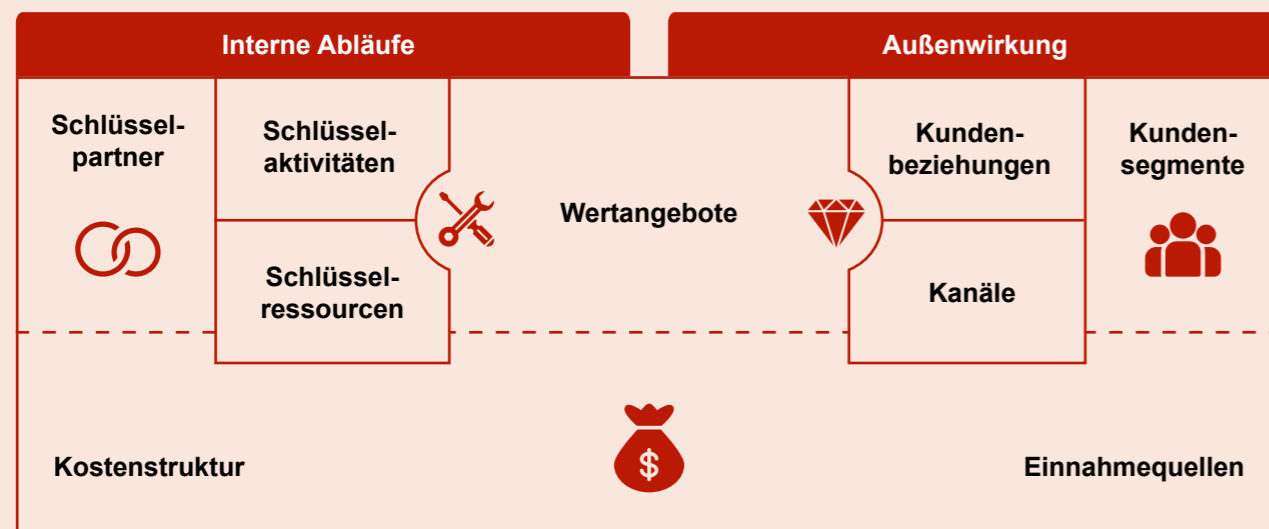 Interne Abläufe
Außenwirkung
Schlüssel-
partner
Schlüssel-
aktivitäten
Schlüssel-
ressourcen
Wertangebote
Kunden-
beziehungen
Kanäle
Kunden-
segmente
Kostenstruktur
$
Einnahmequellen